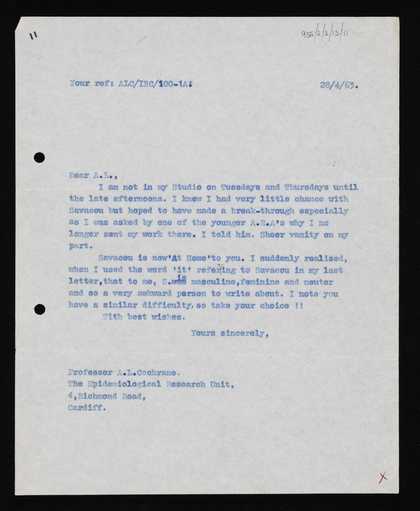 11
Your ref: ALC/IBC/100-1A:
28/4/65.
Dear A.L.,
I am not in my Studio on Tuesdays and Thursdays until
the late afternoons. I knew I had very little chance with
Savacou but hoped to have made a break-through especially
as I was asked by one of the younger A.R.A's why I no
longer sent my work there. I told him. Sheer vanity on my
part.
Savacou is now'At Home'to you. I suddenly realised,
when I used the word 'it' refering to Savacou in my last
letter,that to me, S. is masculine,feminine and neuter
and so a very awkward person to write about. I note you
have a similar difficulty.so take your choice !!
With best wishes.
Yours sincerely,
Professor A.L.Cochrane.
The Epidemiological Research Unit,
4,Richmond Road,
Cardiff.
X